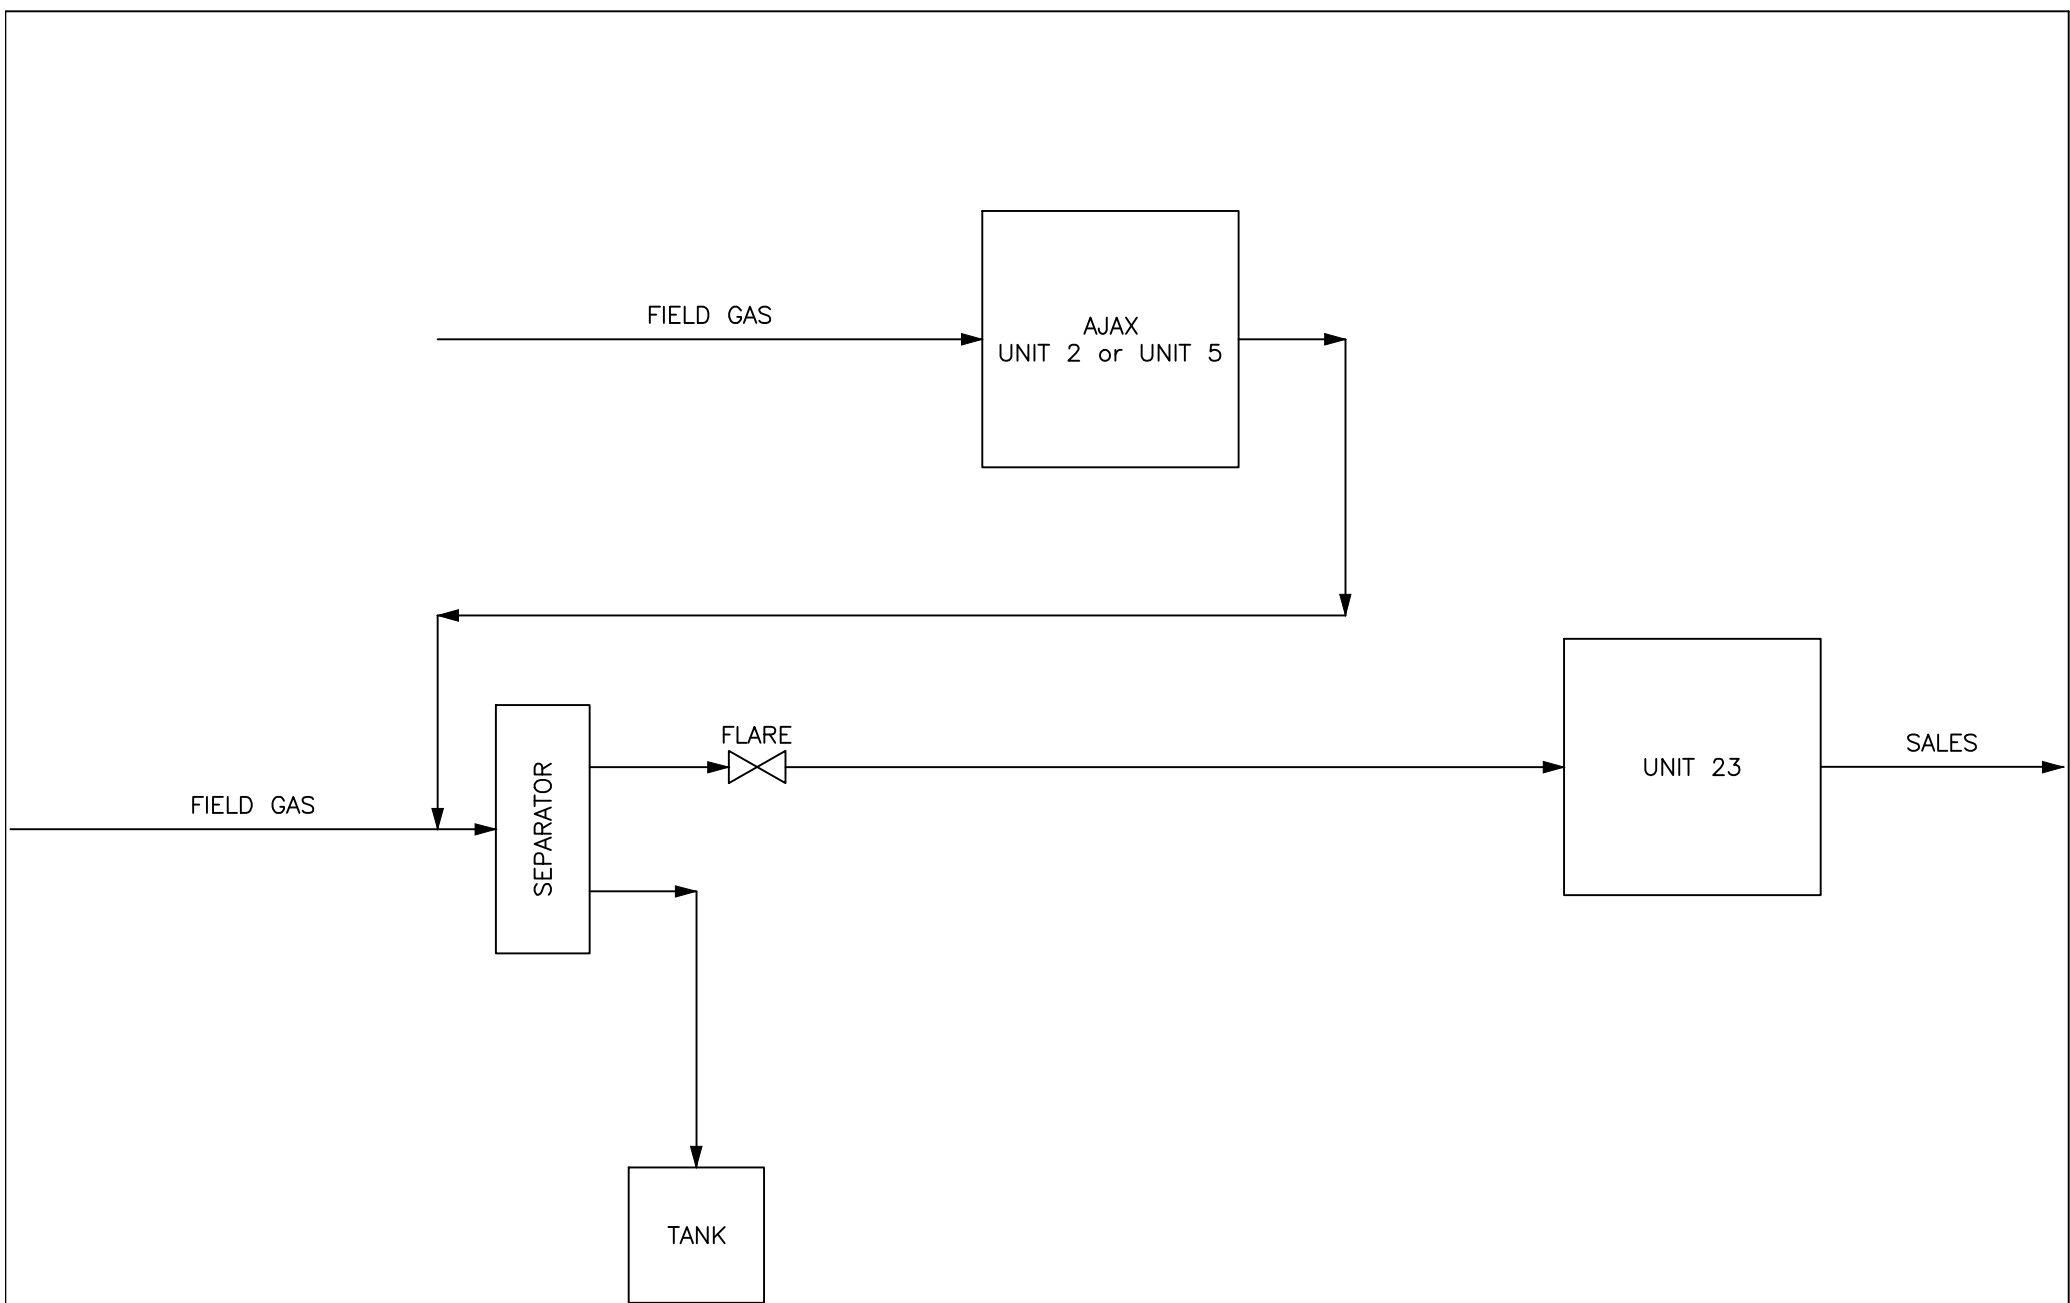 FIELD GAS
AJAX
UNIT 2 or UNIT 5
FLARE
SALES
UNIT 23
FIELD GAS
SEPARATOR
TANK